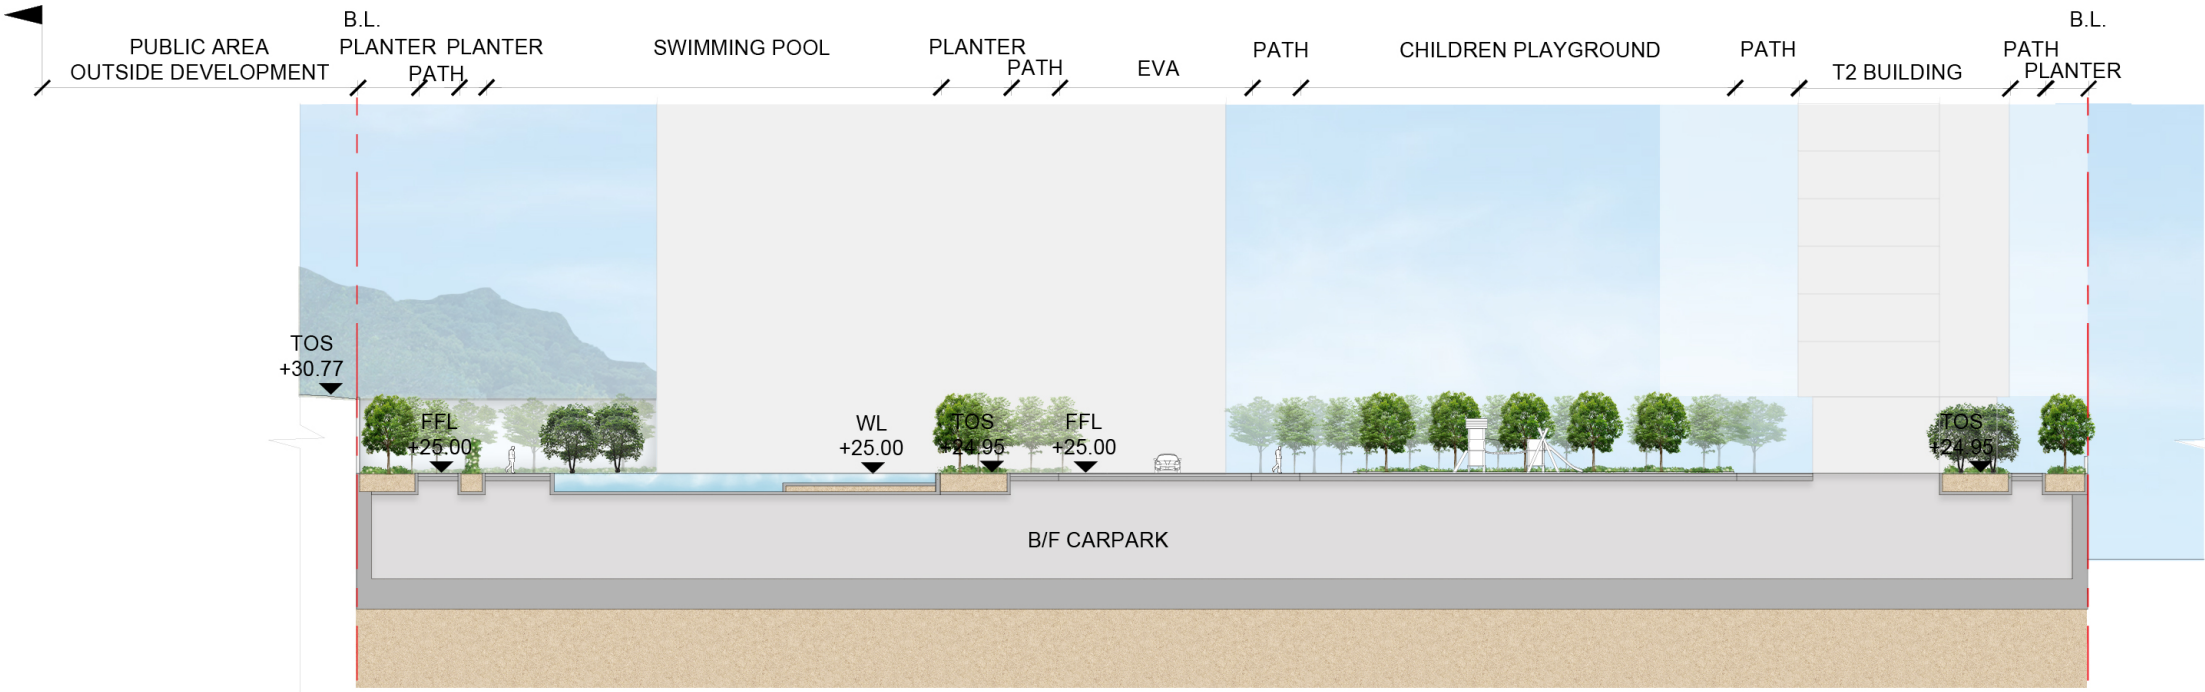 B.L.
B.L.
PUBLIC AREA
OUTSIDE DEVELOPMENT
PLANTER
PATH
PLANTER
SWIMMING POOL
PLANTER
PATH
EVA
PATH
CHILDREN PLAYGROUND
PATH
T2 BUILDING
PATH
PLANTER
TOS
+30.77
FFL
+25.00
WL
+25.00
TOS
+24.95
FFL
+25.00
TOS
+24.95
B/F CARPARK